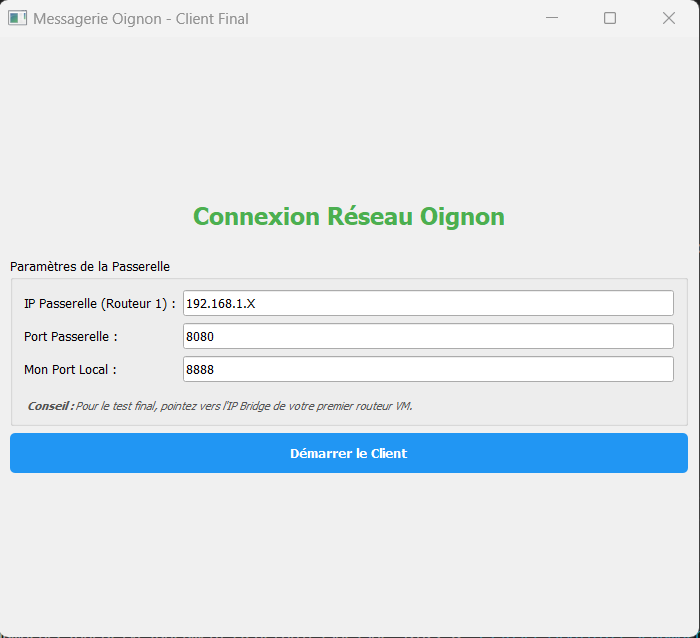 Messagerie Oignon - Client Final
Connexion Réseau Oignon
Paramètres de la Passerelle
IP Passerelle (Routeur 1) : 192.168.1.X
Port Passerelle : 8080
Mon Port Local : 8888
Conseil : Pour le test final, pointez vers l'IP Bridge de votre premier routeur VM.
Démarrer le Client